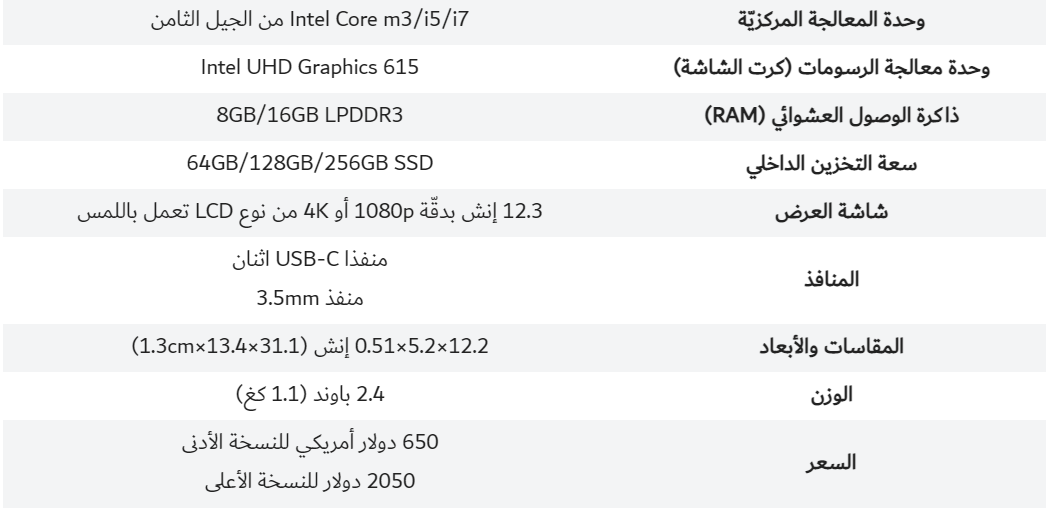 وحدة المعالجة المركزيّة
Intel Core m3/i5/i7 من الجيل الثامن
وحدة معالجة الرسومات (كرت الشاشة)
Intel UHD Graphics 615
ذاكرة الوصول العشوائي (RAM)
8GB/16GB LPDDR3
سعة التخزين الداخلي
64GB/128GB/256GB SSD
شاشة العرض
12.3 إنش بدقّة 1080p أو 4K من نوع LCD تعمل باللمس
المنافذ
منفذا USB-C اثنان
منفذ 3.5mm
المقاسات والأبعاد
12.2×5.2×0.51 إنش (31.1×13.4×1.3cm)
الوزن
2.4 باوند (1.1 كغ)
السعر
650 دولار أمريكي للنسخة الأدنى
2050 دولار للنسخة الأعلى